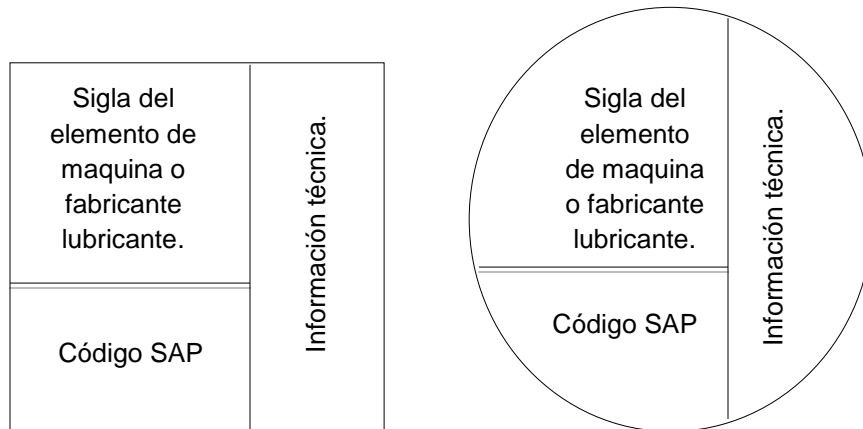 Sigla del
elemento de
maquina o
fabricante
lubricante.
Información técnica.
Código SAP
Sigla del
elemento
de maquina
o fabricante
lubricante.
Información técnica.
Código SAP